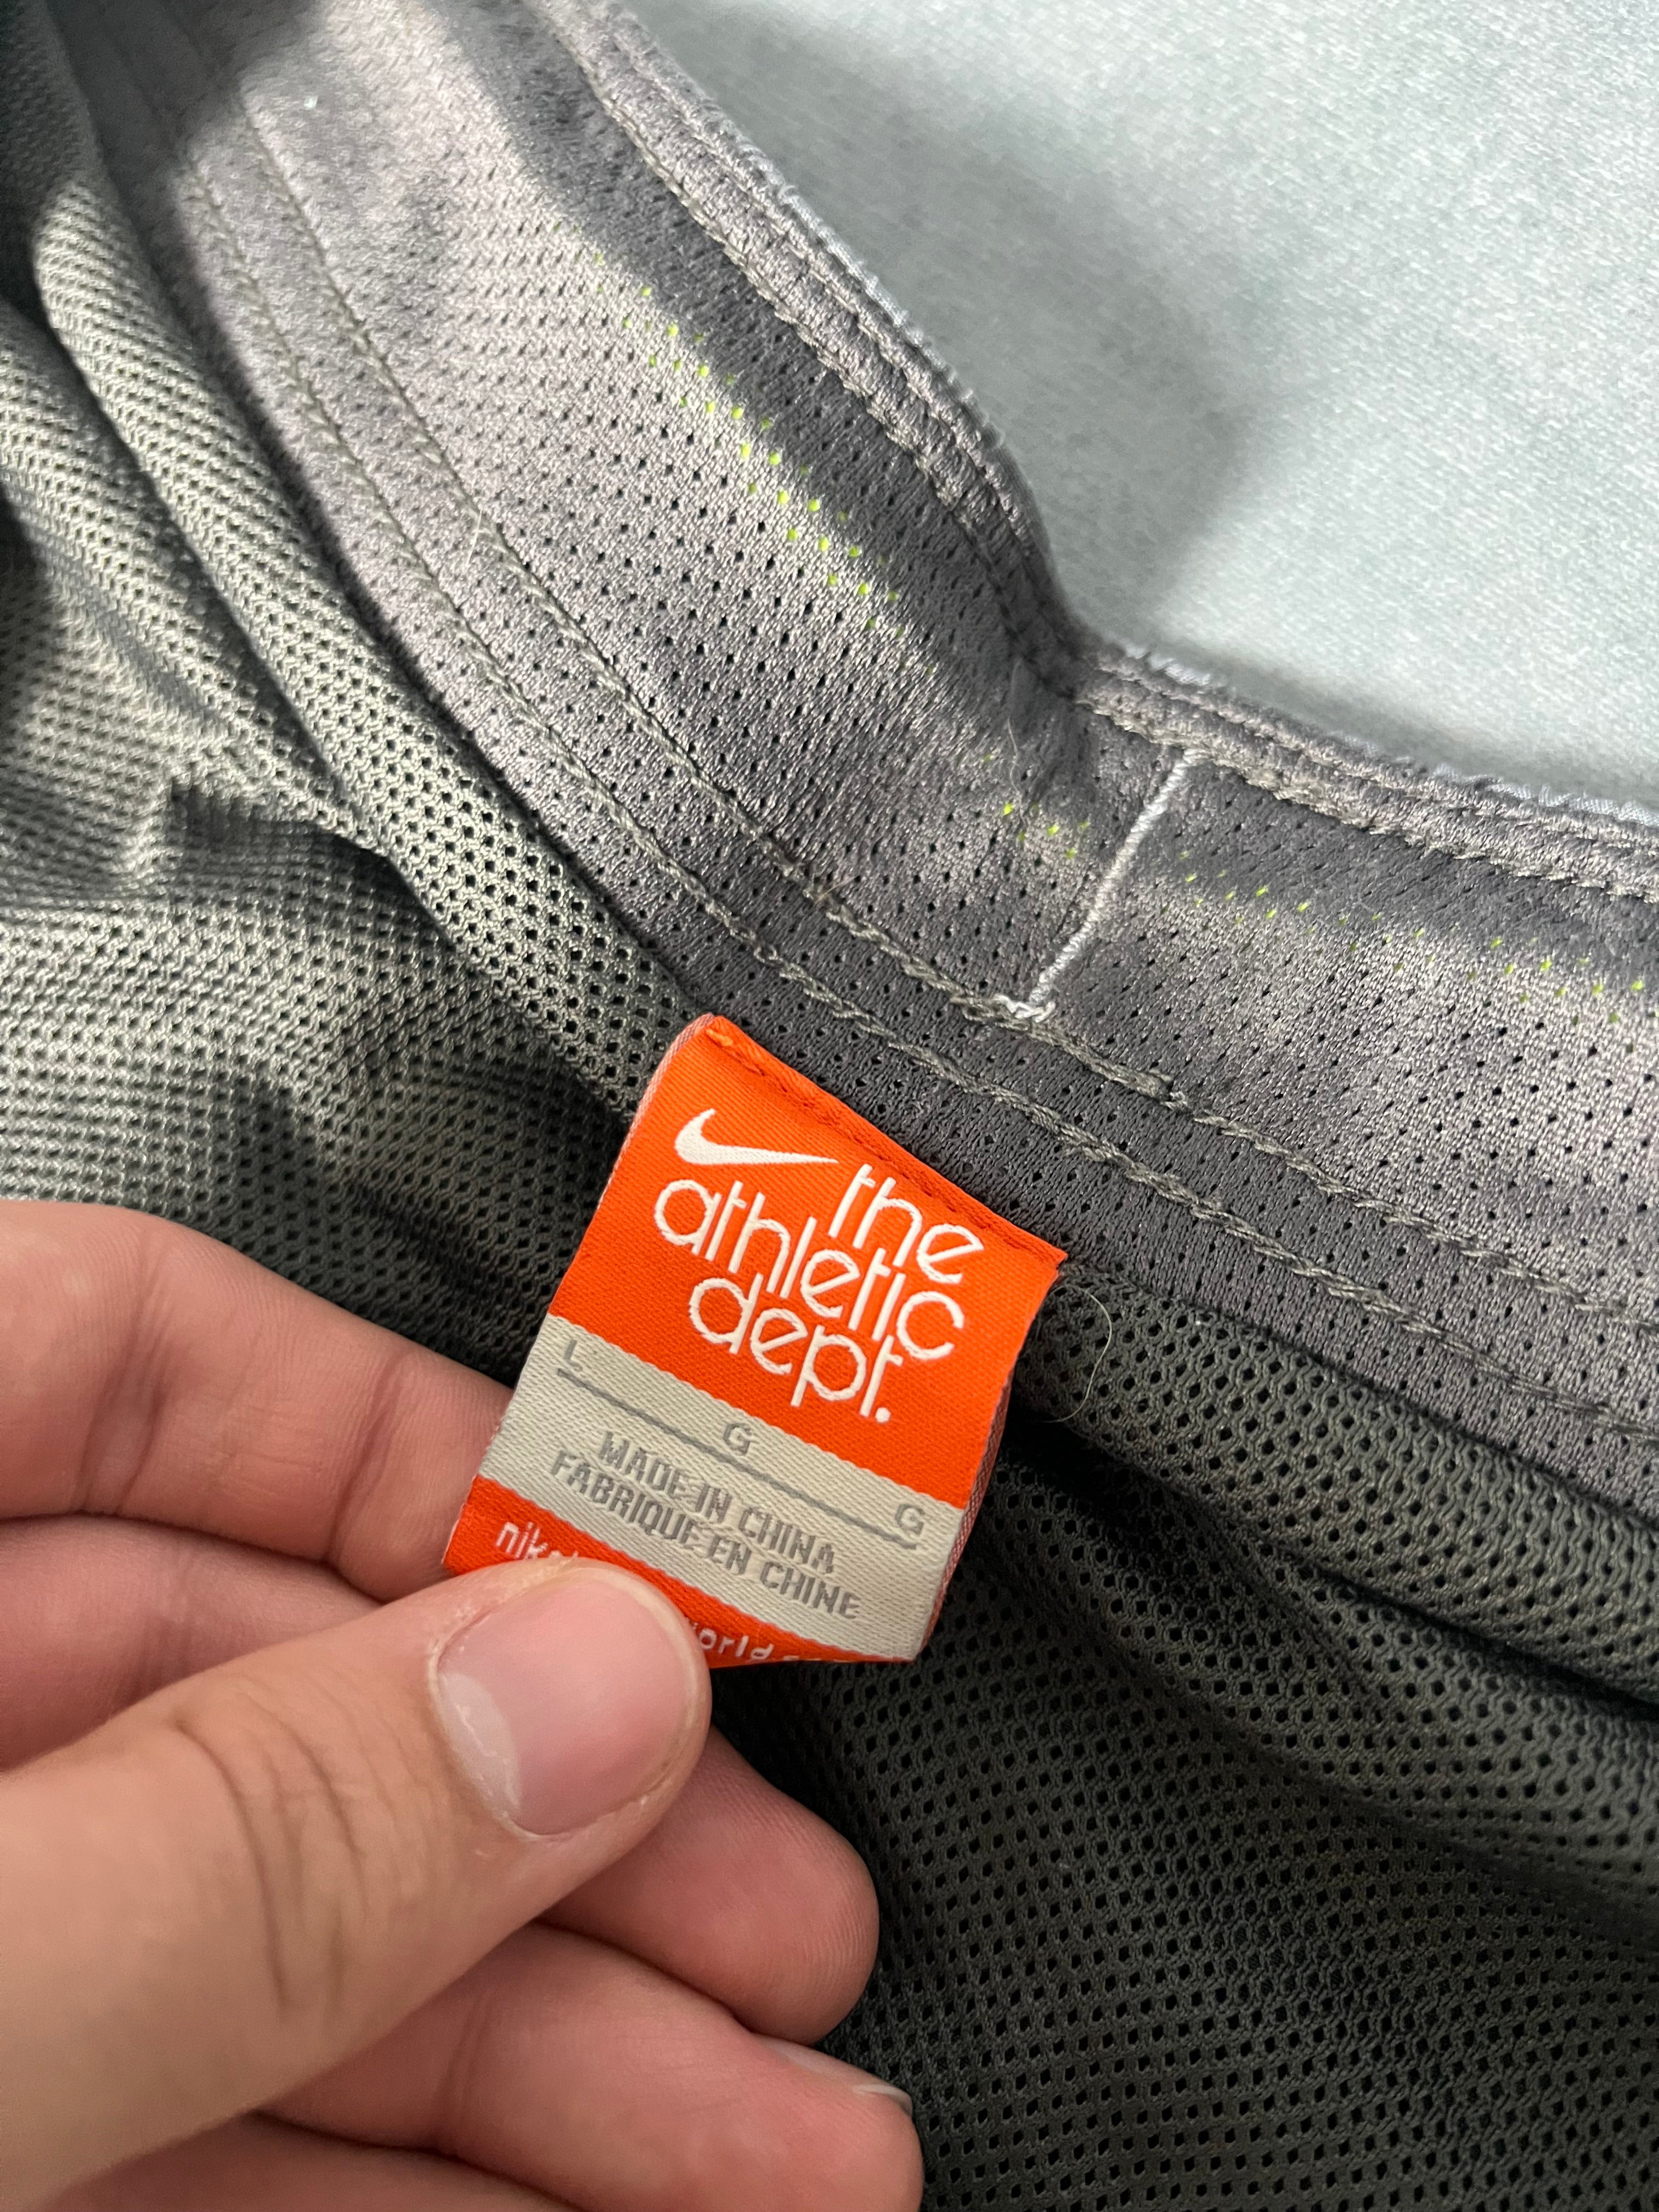 the
athletic
dept.
L G G
MADE IN CHINA
FABRIQUE EN CHINE